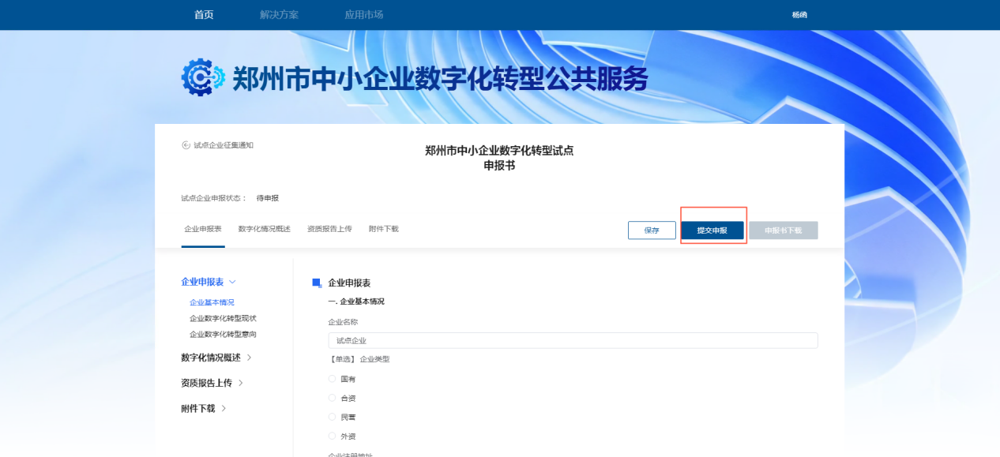 首页 解决方案 应用市场 杨鸽
郑州市中小企业数字化转型公共服务
试点企业征集通知
郑州市中小企业数字化转型试点
申报书
试点企业申报状态： 待申报
企业申报表 数字化情况概述 资质报告上传 附件下载 保存 提交申报 申报书下载
企业申报表
企业基本情况
企业数字化转型现状
企业数字化转型意向
数字化情况概述
资质报告上传
附件下载
企业申报表
一. 企业基本情况
企业名称
试点企业
【单选】 企业类型
国有
合资
民营
外资
企业注册地址